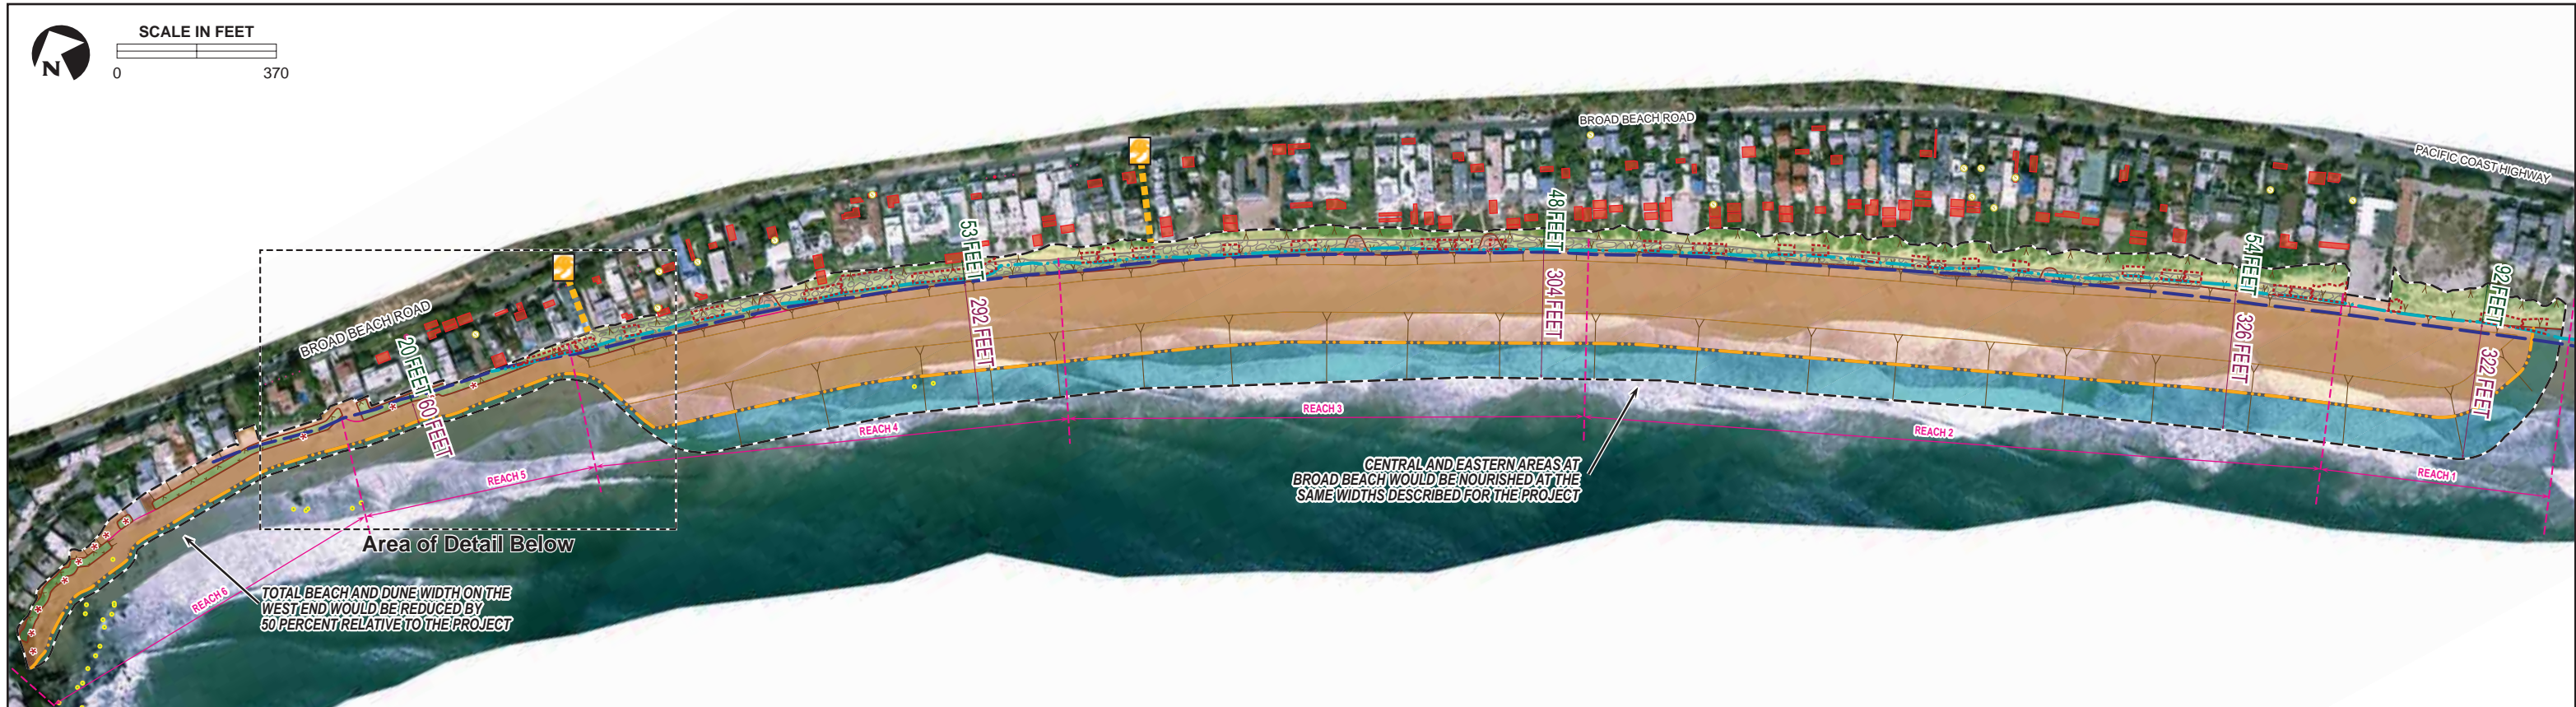 SCALE IN FEET
0 370
N
BROAD BEACH ROAD
PACIFIC COAST HIGHWAY
BROAD BEACH ROAD
20 FEET
60 FEET
53 FEET
292 FEET
48 FEET
304 FEET
54 FEET
326 FEET
92 FEET
322 FEET
REACH 6
REACH 5
REACH 4
REACH 3
REACH 2
REACH 1
Area of Detail Below
TOTAL BEACH AND DUNE WIDTH ON THE
WEST END WOULD BE REDUCED BY
50 PERCENT RELATIVE TO THE PROJECT
CENTRAL AND EASTERN AREAS AT
BROAD BEACH WOULD BE NOURISHED AT THE
SAME WIDTHS DESCRIBED FOR THE PROJECT